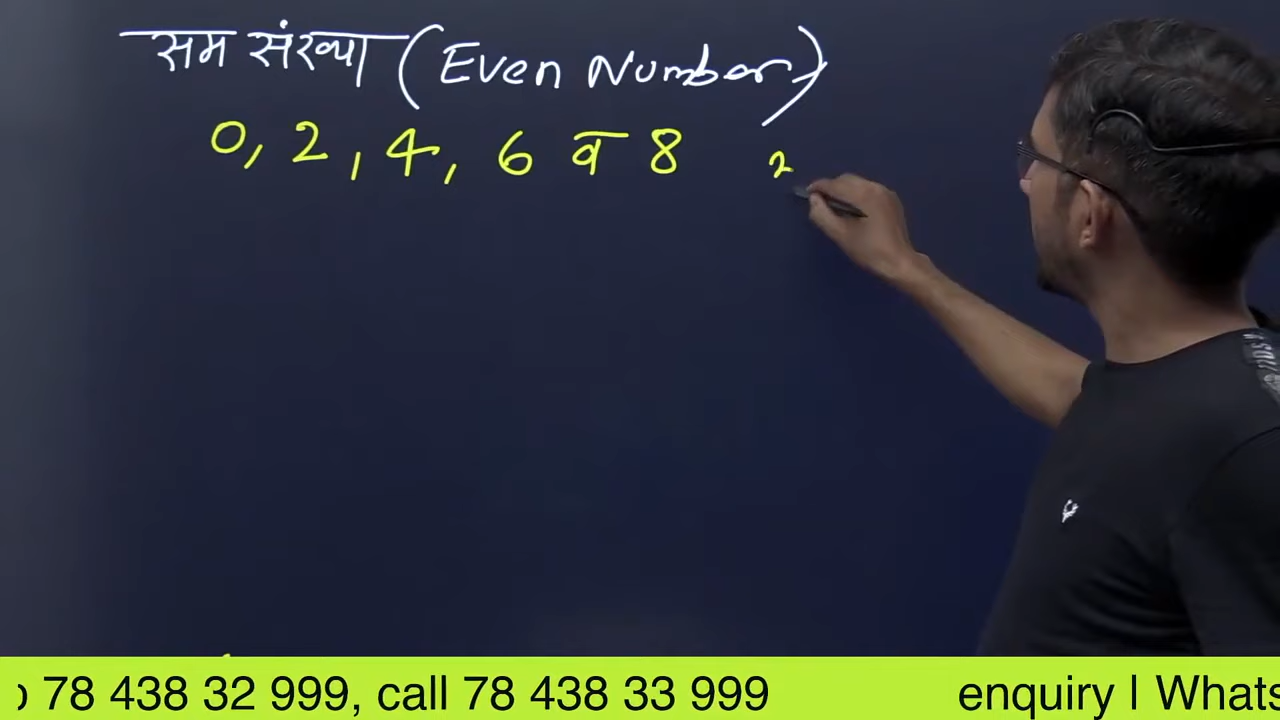 सम संख्या (Even Number)
0, 2, 4, 6 व 8 2
78 438 32 999, call 78 438 33 999 enquiry | Whats